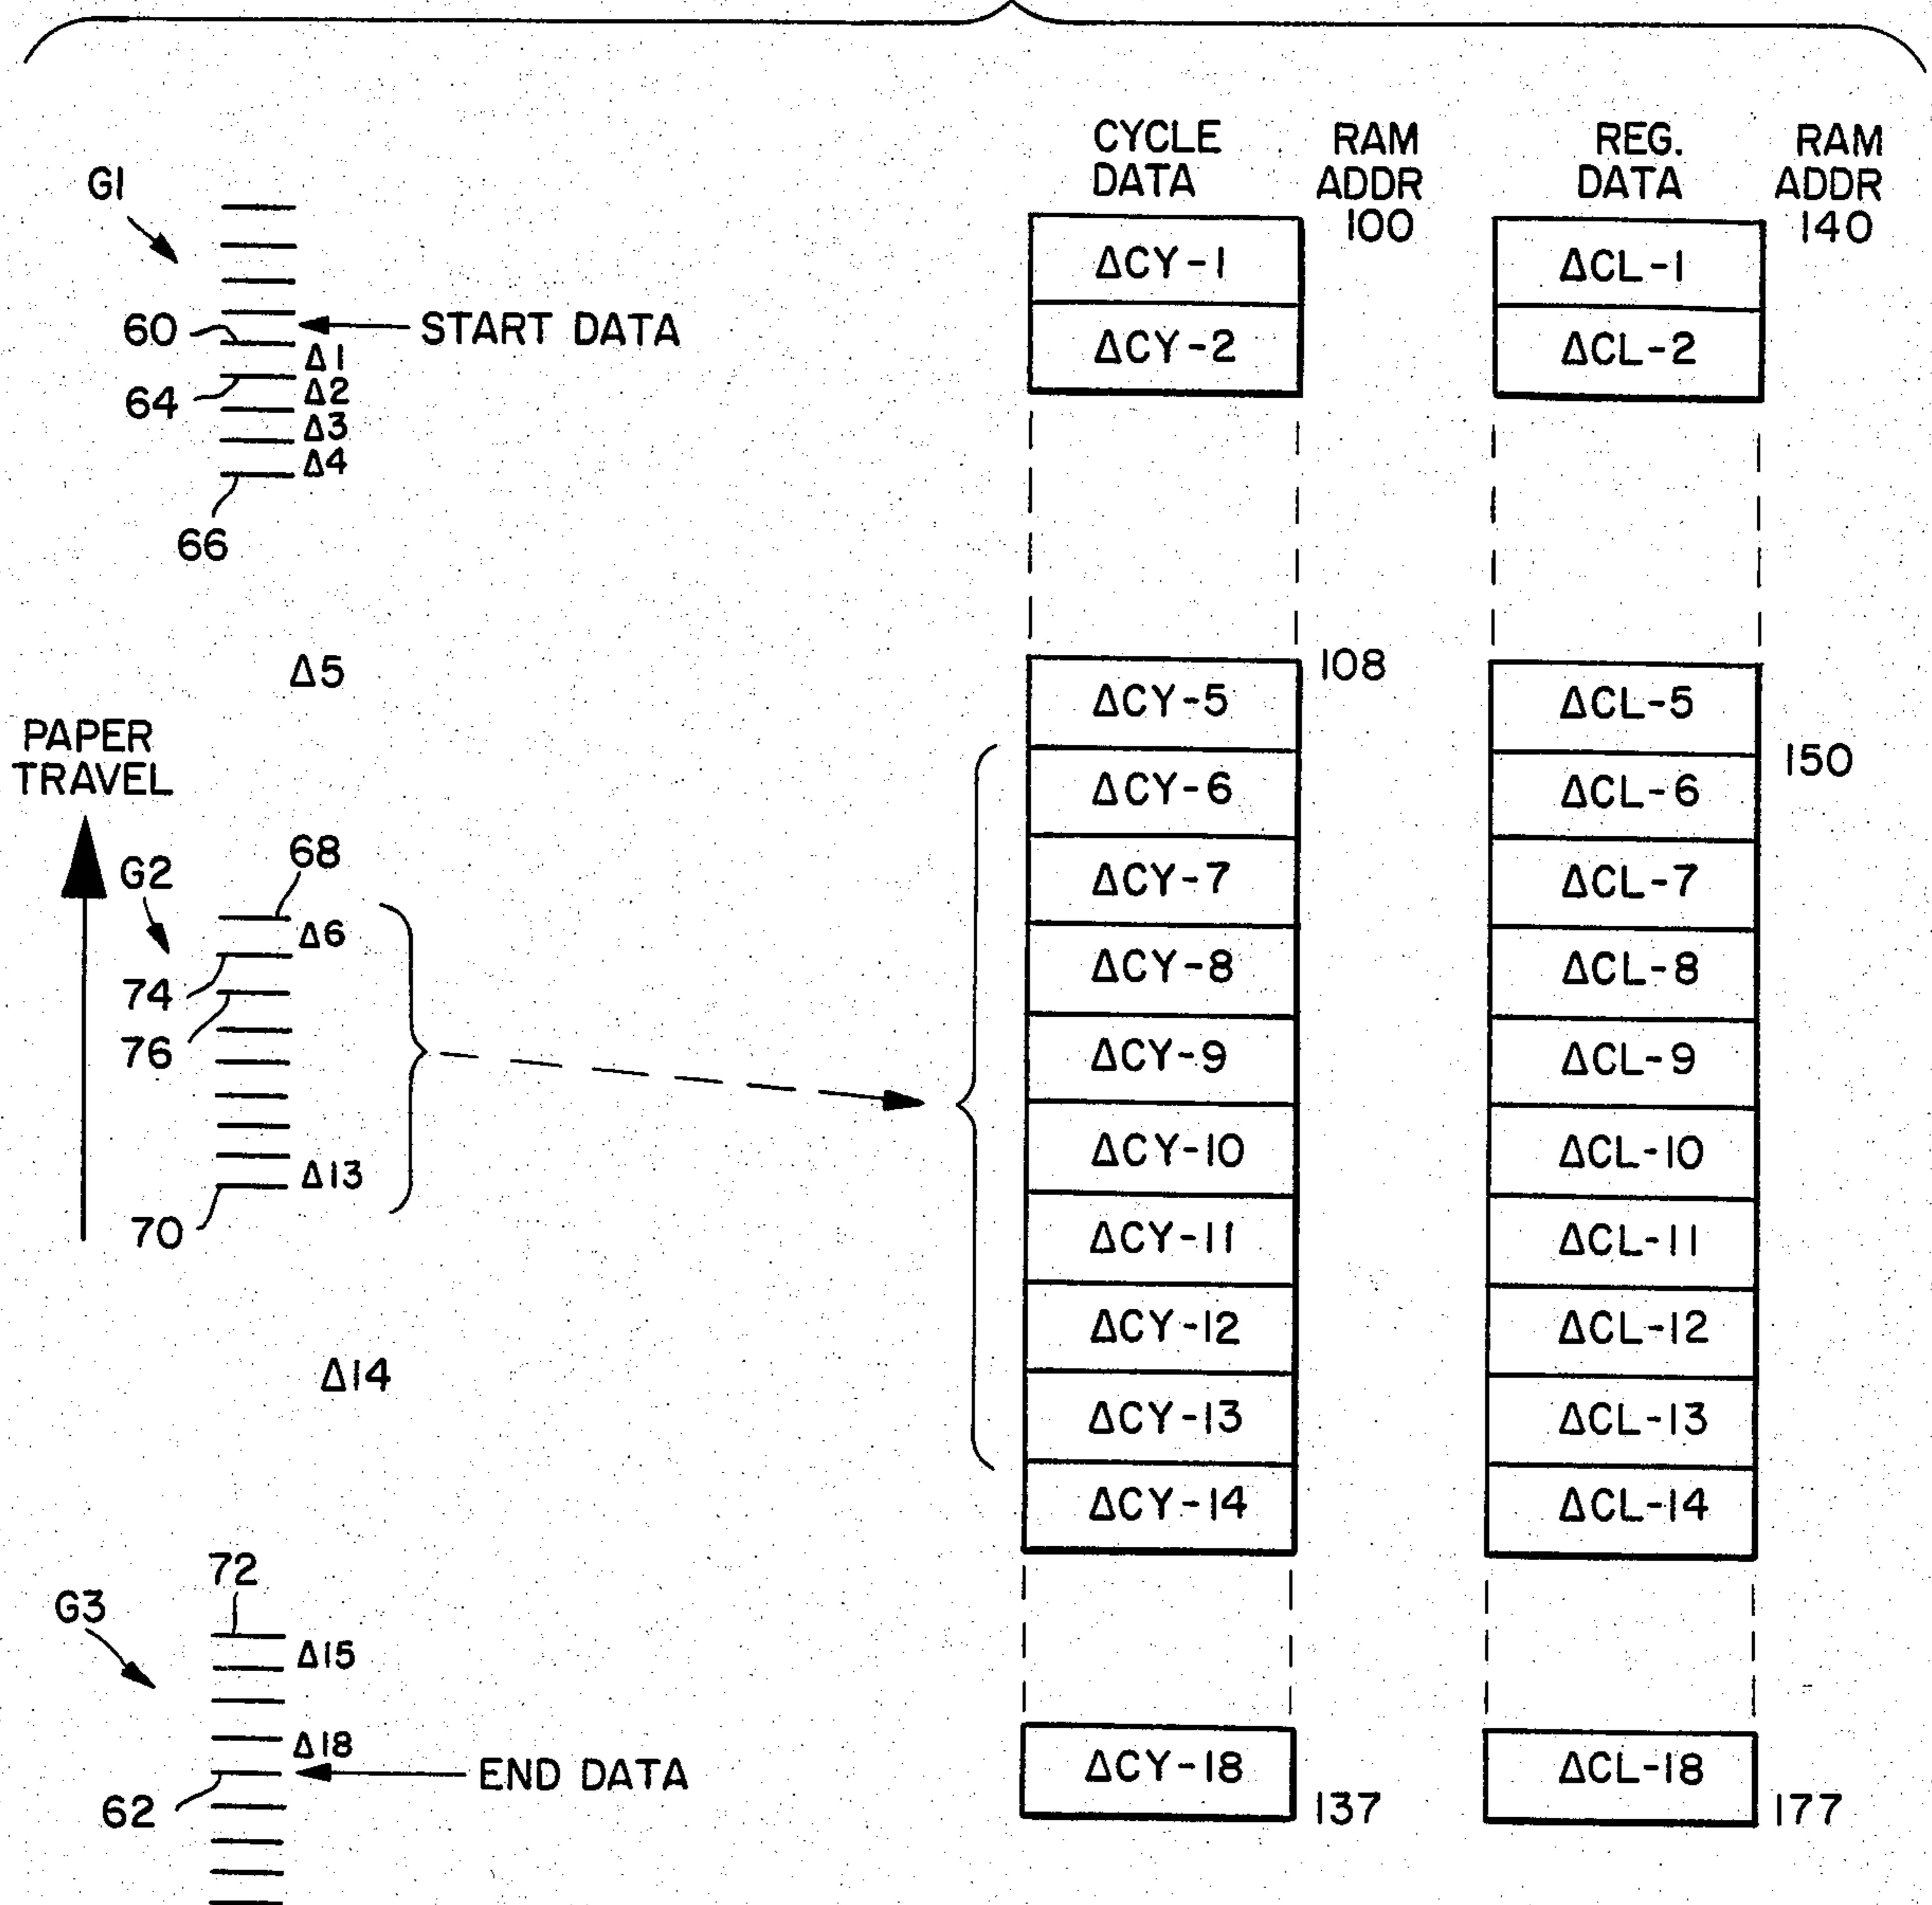 G1
60
START DATA
Δ1
64
Δ2
Δ3
Δ4
66
Δ5
PAPER
TRAVEL
G2
68
Δ6
74
76
Δ13
70
Δ14
72
G3
Δ15
Δ18
END DATA
62
CYCLE
DATA
RAM
ADDR
100
ΔCY-1
ΔCY-2
108
ΔCY-5
ΔCY-6
ΔCY-7
ΔCY-8
ΔCY-9
ΔCY-10
ΔCY-11
ΔCY-12
ΔCY-13
ΔCY-14
ΔCY-18
137
REG.
DATA
RAM
ADDR
140
ΔCL-1
ΔCL-2
ΔCL-5
150
ΔCL-6
ΔCL-7
ΔCL-8
ΔCL-9
ΔCL-10
ΔCL-11
ΔCL-12
ΔCL-13
ΔCL-14
ΔCL-18
177